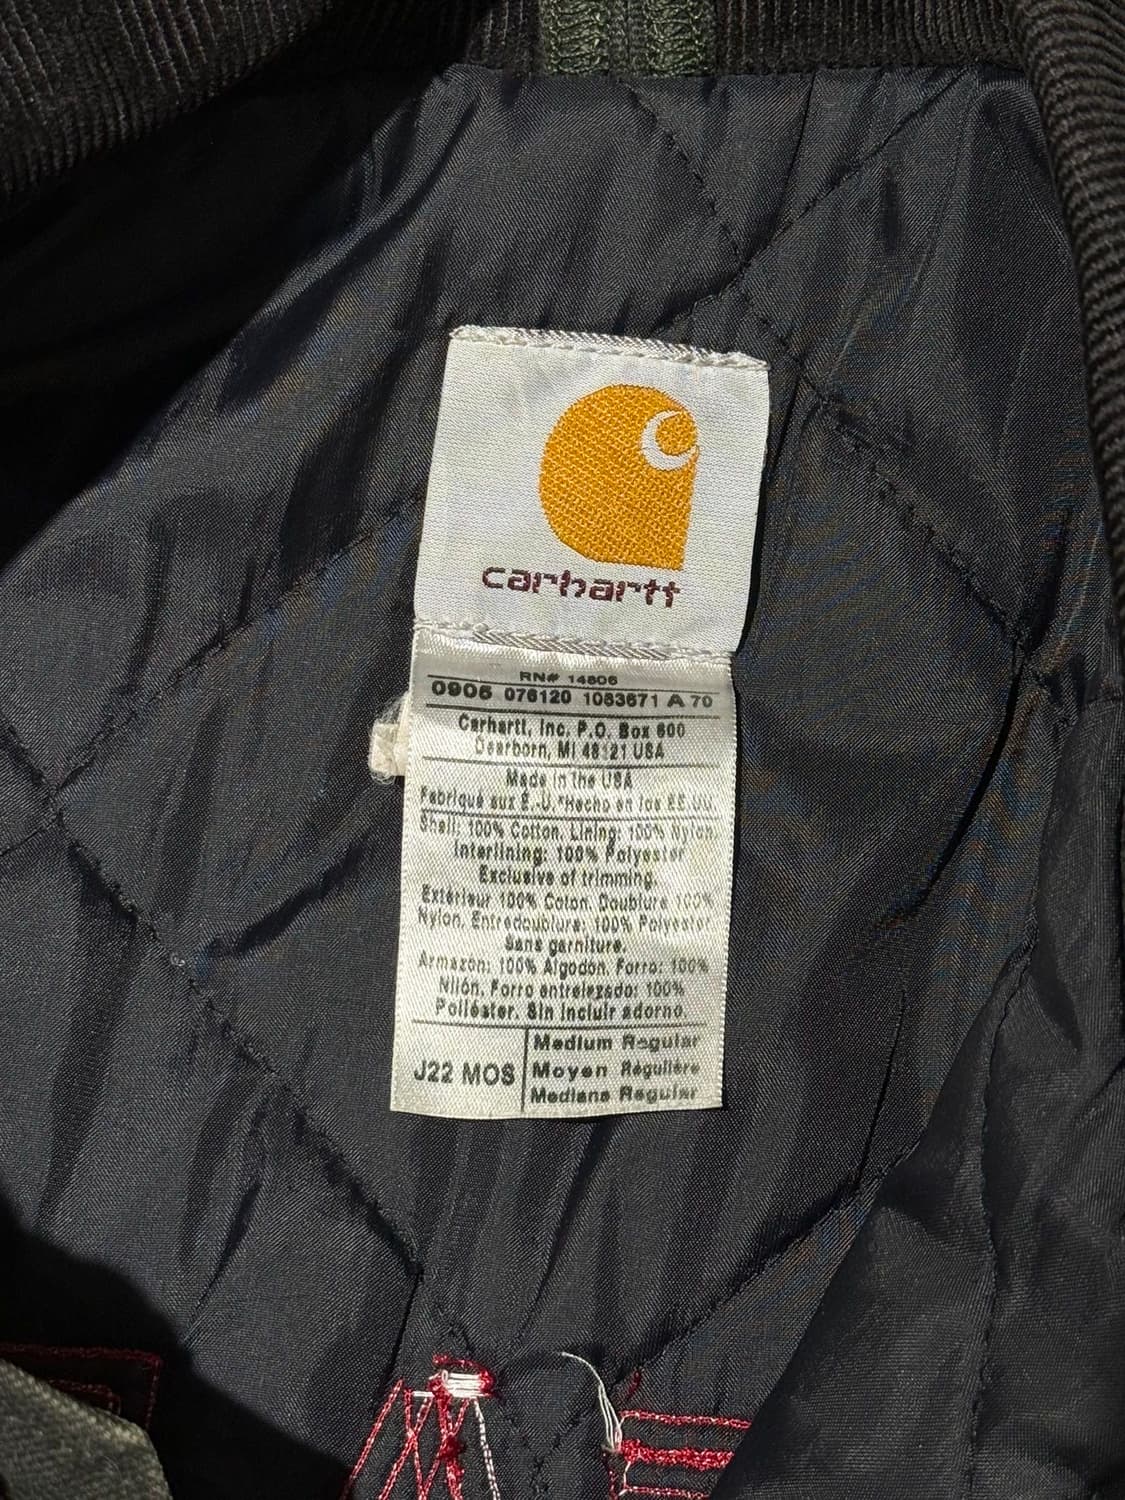 carhartt
RN# 14806
0905 076120 1083671 A 70
Carhartt, Inc. P.O. Box 600
Dearborn, MI 48121 USA
Made in the USA
Fabriqué aux É.-U.*Hecho en los EE.UU.
Shell: 100% Cotton. Lining: 100% Nylon.
Interlining: 100% Polyester
Exclusive of trimming.
Extérieur 100% Coton. Doublure 100%
Nylon. Entredoublure: 100% Polyester
Sans garniture.
Armazon: 100% Algodón. Forro: 100%
Nilón. Forro entrelazado: 100%
Poliéster. Sin incluir adorno.
J22 MOS
Medium Regular
Moyen Régulière
Mediana Regular